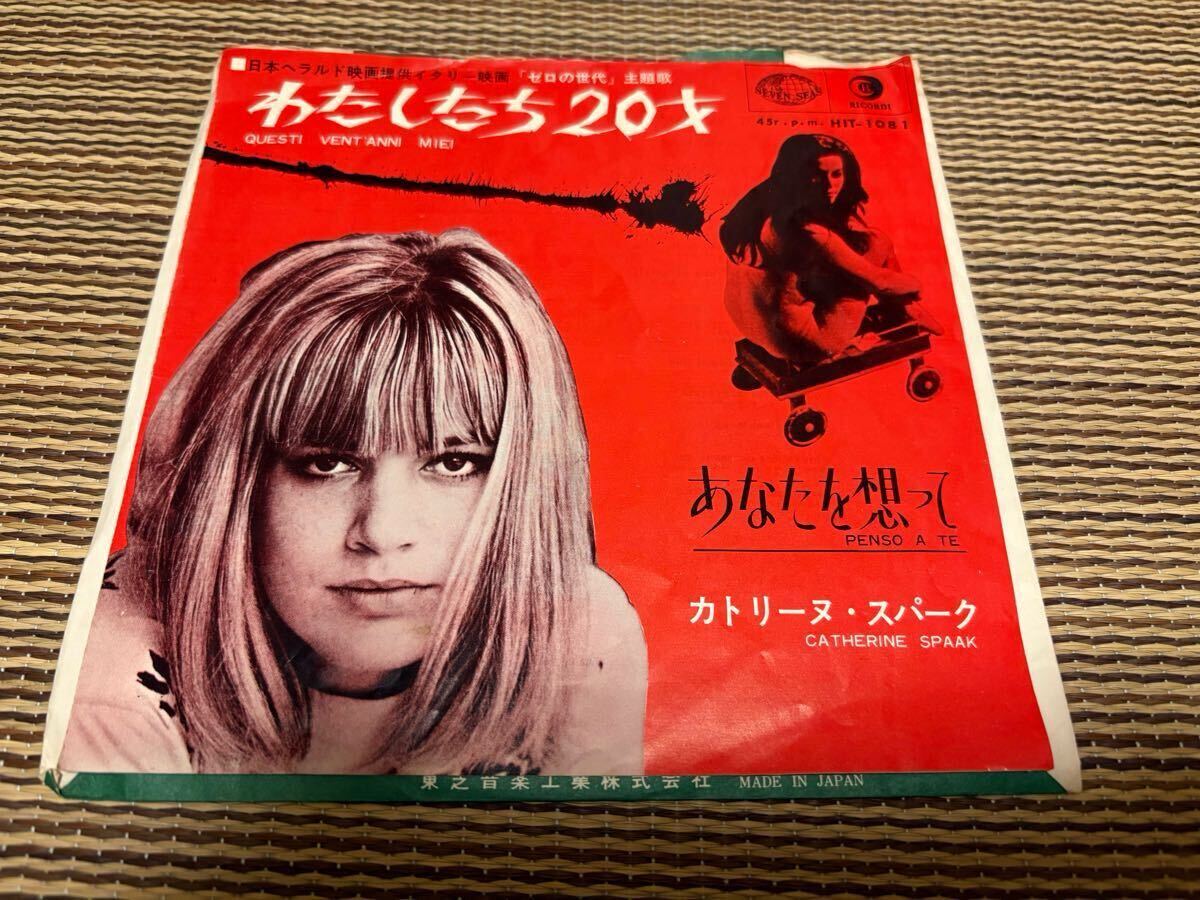 日本ヘラルド映画提供イタリー映画「ゼロの世代」主題歌
わたしたち20才
QUESTI VENT'ANNI MIEI
SEVEN SEAS
RICORDI
45r.p.m. HIT-1081
あなたを想って
PENSO A TE
カトリーヌ・スパーク
CATHERINE SPAAK
東芝音楽工業株式会社 MADE IN JAPAN